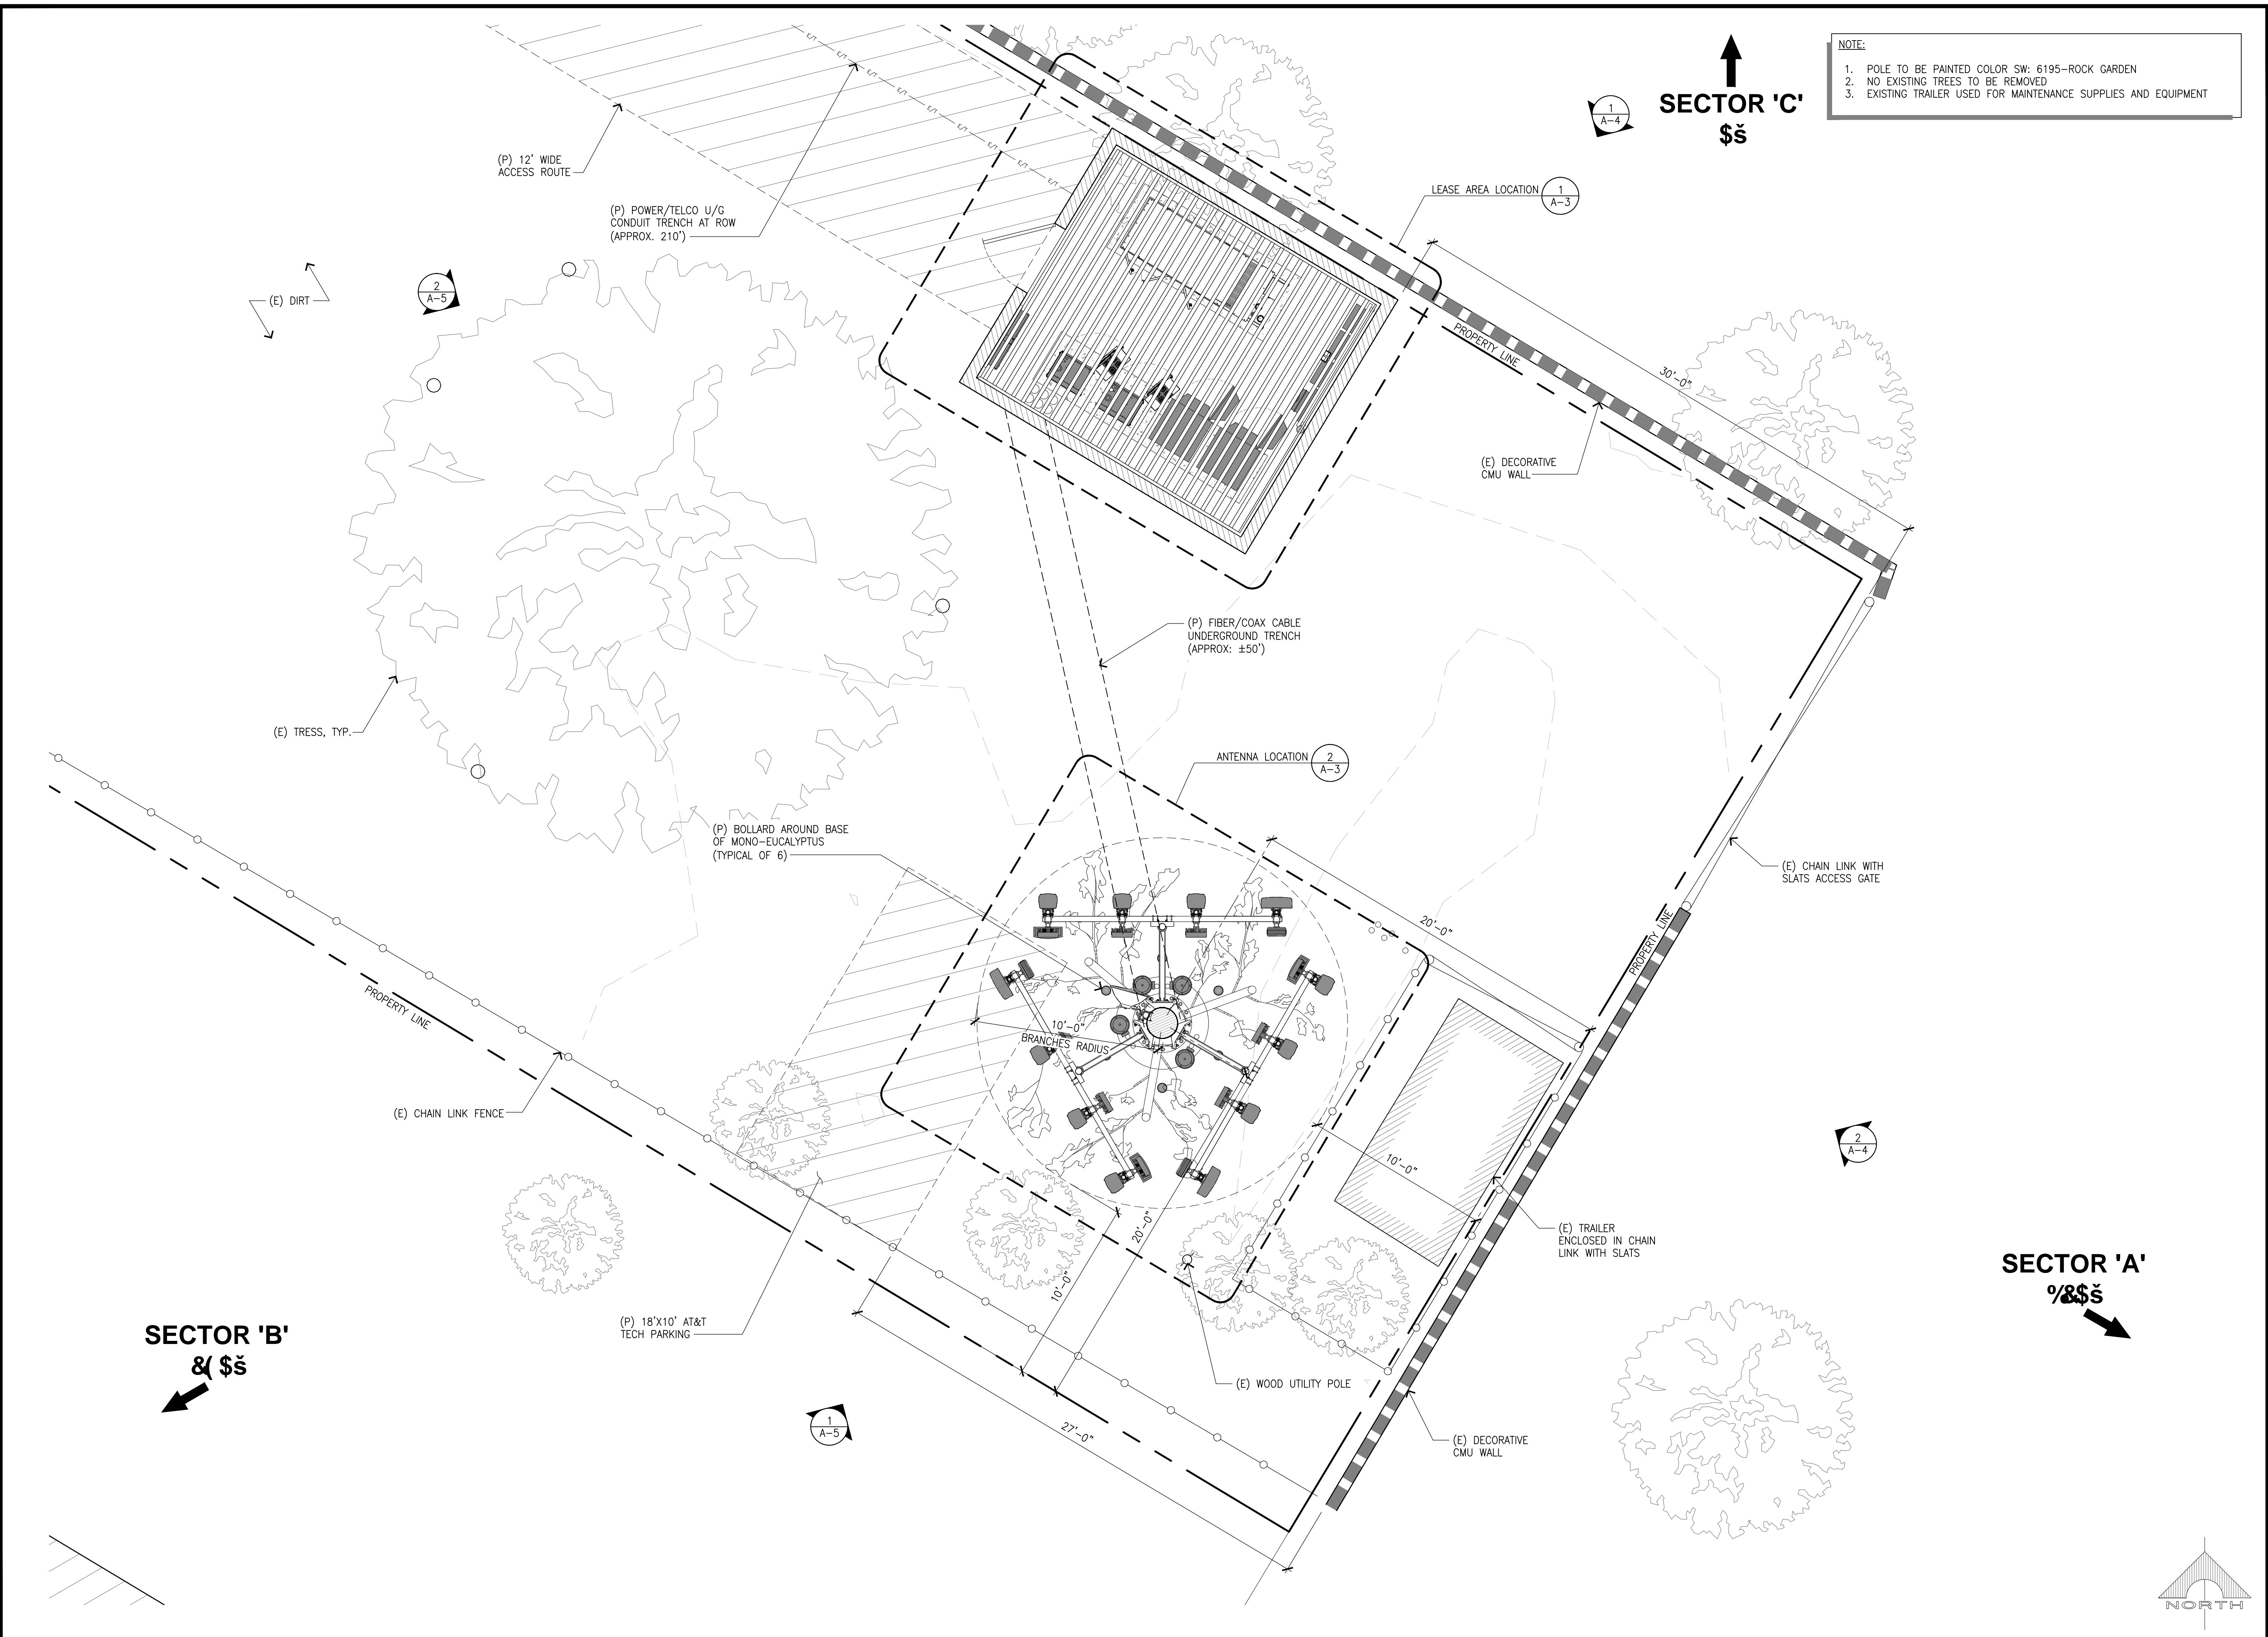 NOTE:
1. POLE TO BE PAINTED COLOR SW: 6195-ROCK GARDEN
2. NO EXISTING TREES TO BE REMOVED
3. EXISTING TRAILER USED FOR MAINTENANCE SUPPLIES AND EQUIPMENT
SECTOR 'C'
$š
1
A-4
E/T
E/T
E/T
E/T
E/T
E/T
E/T
E/T
(P) 12' WIDE
ACCESS ROUTE
(P) POWER/TELCO U/G
CONDUIT TRENCH AT ROW
(APPROX. 210')
LEASE AREA LOCATION
1
A-3
(E) DIRT
2
A-5
PROPERTY LINE
30'-0"
(E) DECORATIVE
CMU WALL
(P) FIBER/COAX CABLE
UNDERGROUND TRENCH
(APPROX: ±50')
(E) TRESS, TYP.
ANTENNA LOCATION
2
A-3
(P) BOLLARD AROUND BASE
OF MONO-EUCALYPTUS
(TYPICAL OF 6)
(E) CHAIN LINK WITH
SLATS ACCESS GATE
20'-0"
PROPERTY LINE
PROPERTY LINE
10'-0"
BRANCHES RADIUS
(E) CHAIN LINK FENCE
10'-0"
2
A-4
20'-0"
10'-0"
(E) TRAILER
ENCLOSED IN CHAIN
LINK WITH SLATS
SECTOR 'A'
%&$š
(P) 18'X10' AT&T
TECH PARKING
SECTOR 'B'
&( $š
(E) WOOD UTILITY POLE
1
A-5
27'-0"
(E) DECORATIVE
CMU WALL
NORTH